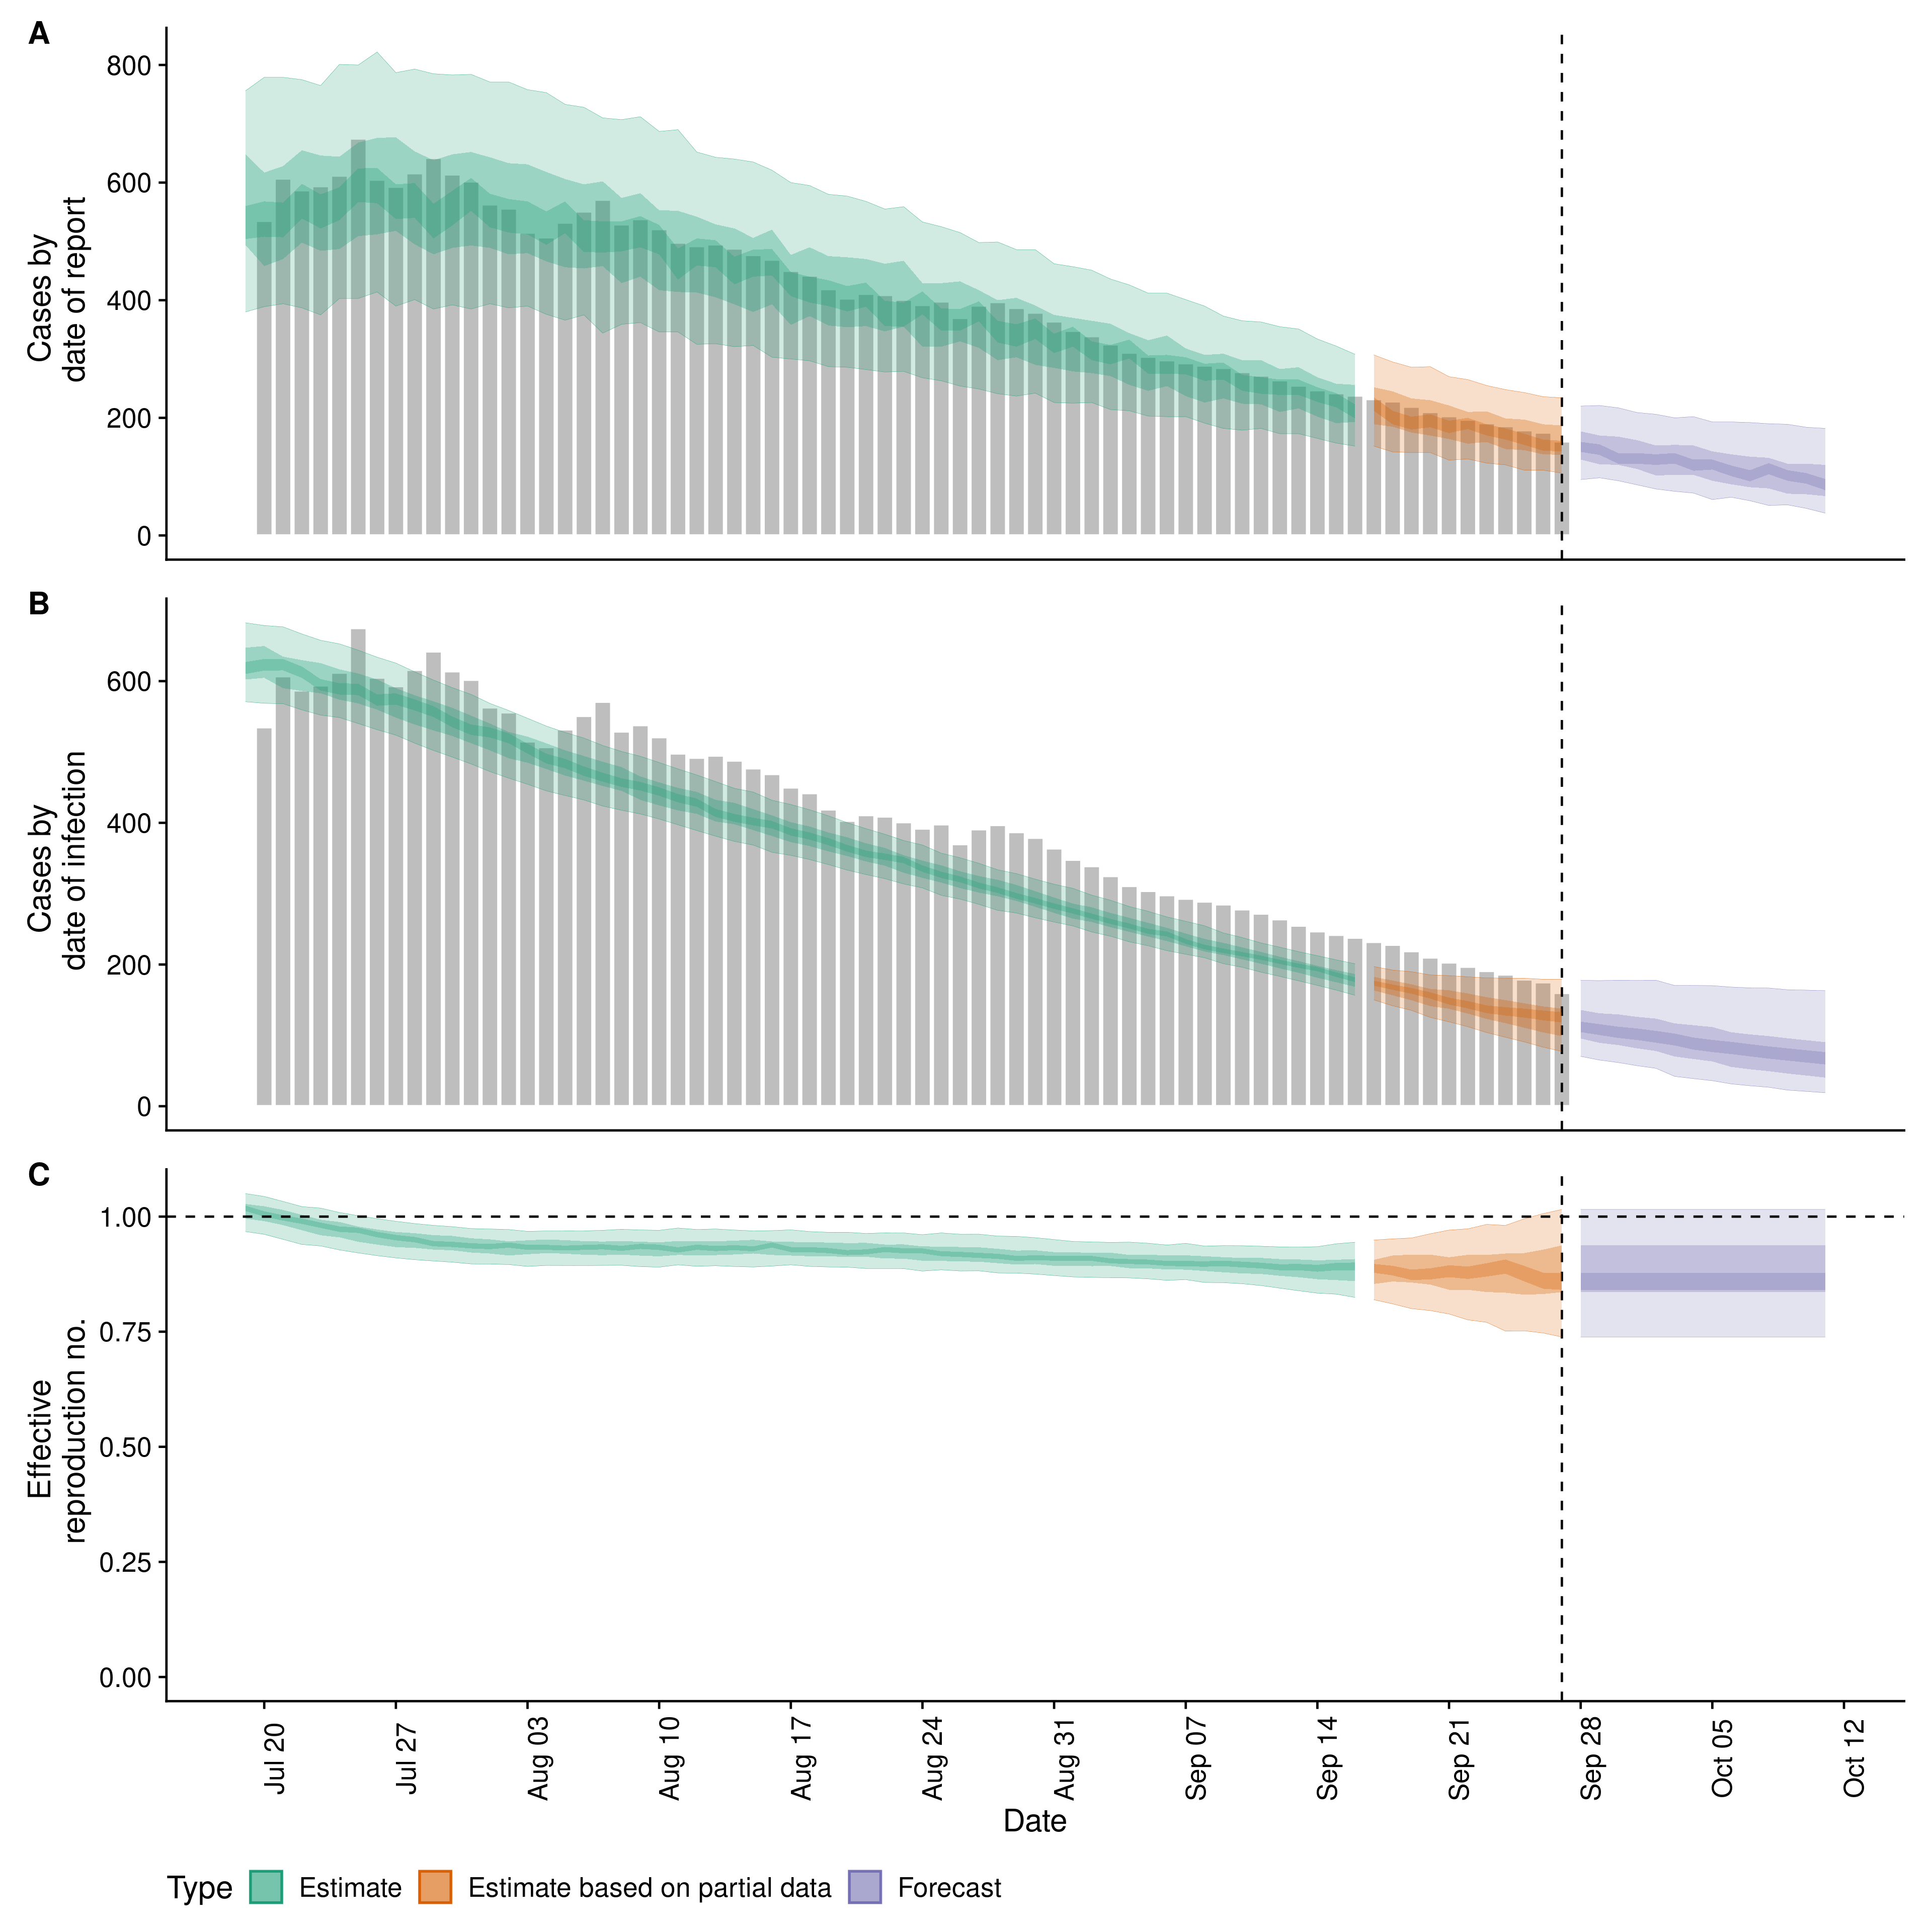 A
800
600
400
200
0
Cases by
date of report
B
600
400
200
0
Cases by
date of infection
C
1.00
0.75
0.50
0.25
0.00
Effective
reproduction no.
Jul 20
Jul 27
Aug 03
Aug 10
Aug 17
Aug 24
Aug 31
Sep 07
Sep 14
Sep 21
Sep 28
Oct 05
Oct 12
Date
Type Estimate Estimate based on partial data Forecast